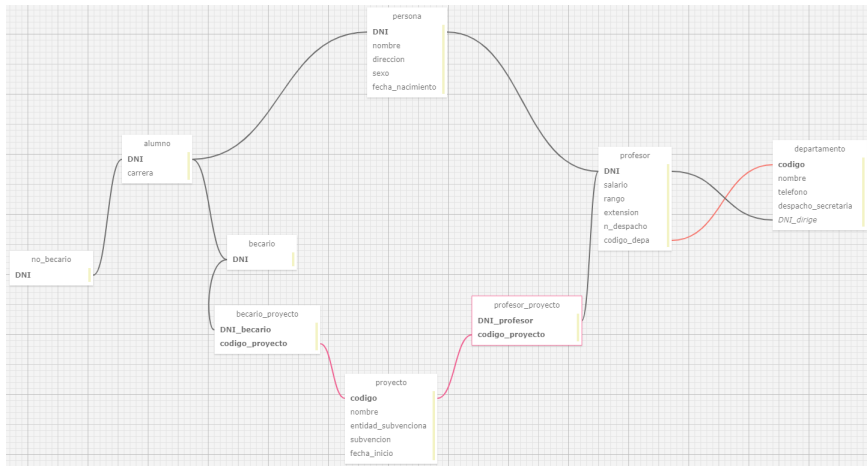 persona
DNI
nombre
direccion
sexo
fecha_nacimiento
alumno
DNI
carrera
profesor
DNI
salario
rango
extension
n_despacho
codigo_depa
departamento
codigo
nombre
telefono
despacho_secretaria
DNI_dirige
no_becario
DNI
becario
DNI
becario_proyecto
DNI_becario
codigo_proyecto
profesor_proyecto
DNI_profesor
codigo_proyecto
proyecto
codigo
nombre
entidad_subvenciona
subvencion
fecha_inicio